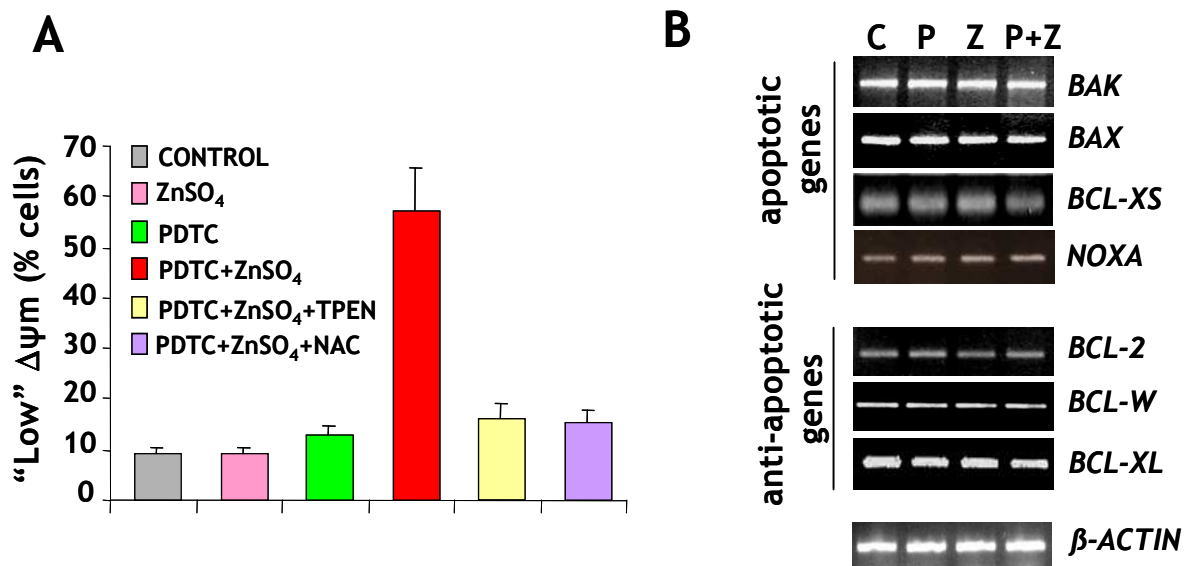 A
"Low" Δψm (% cells)
70
60
50
40
30
20
10
0
CONTROL
ZnSO₄
PDTC
PDTC+ZnSO₄
PDTC+ZnSO₄+TPEN
PDTC+ZnSO₄+NAC
B
C P Z P+Z
apoptotic
genes
BAK
BAX
BCL-XS
NOXA
anti-apoptotic
genes
BCL-2
BCL-W
BCL-XL
β-ACTIN